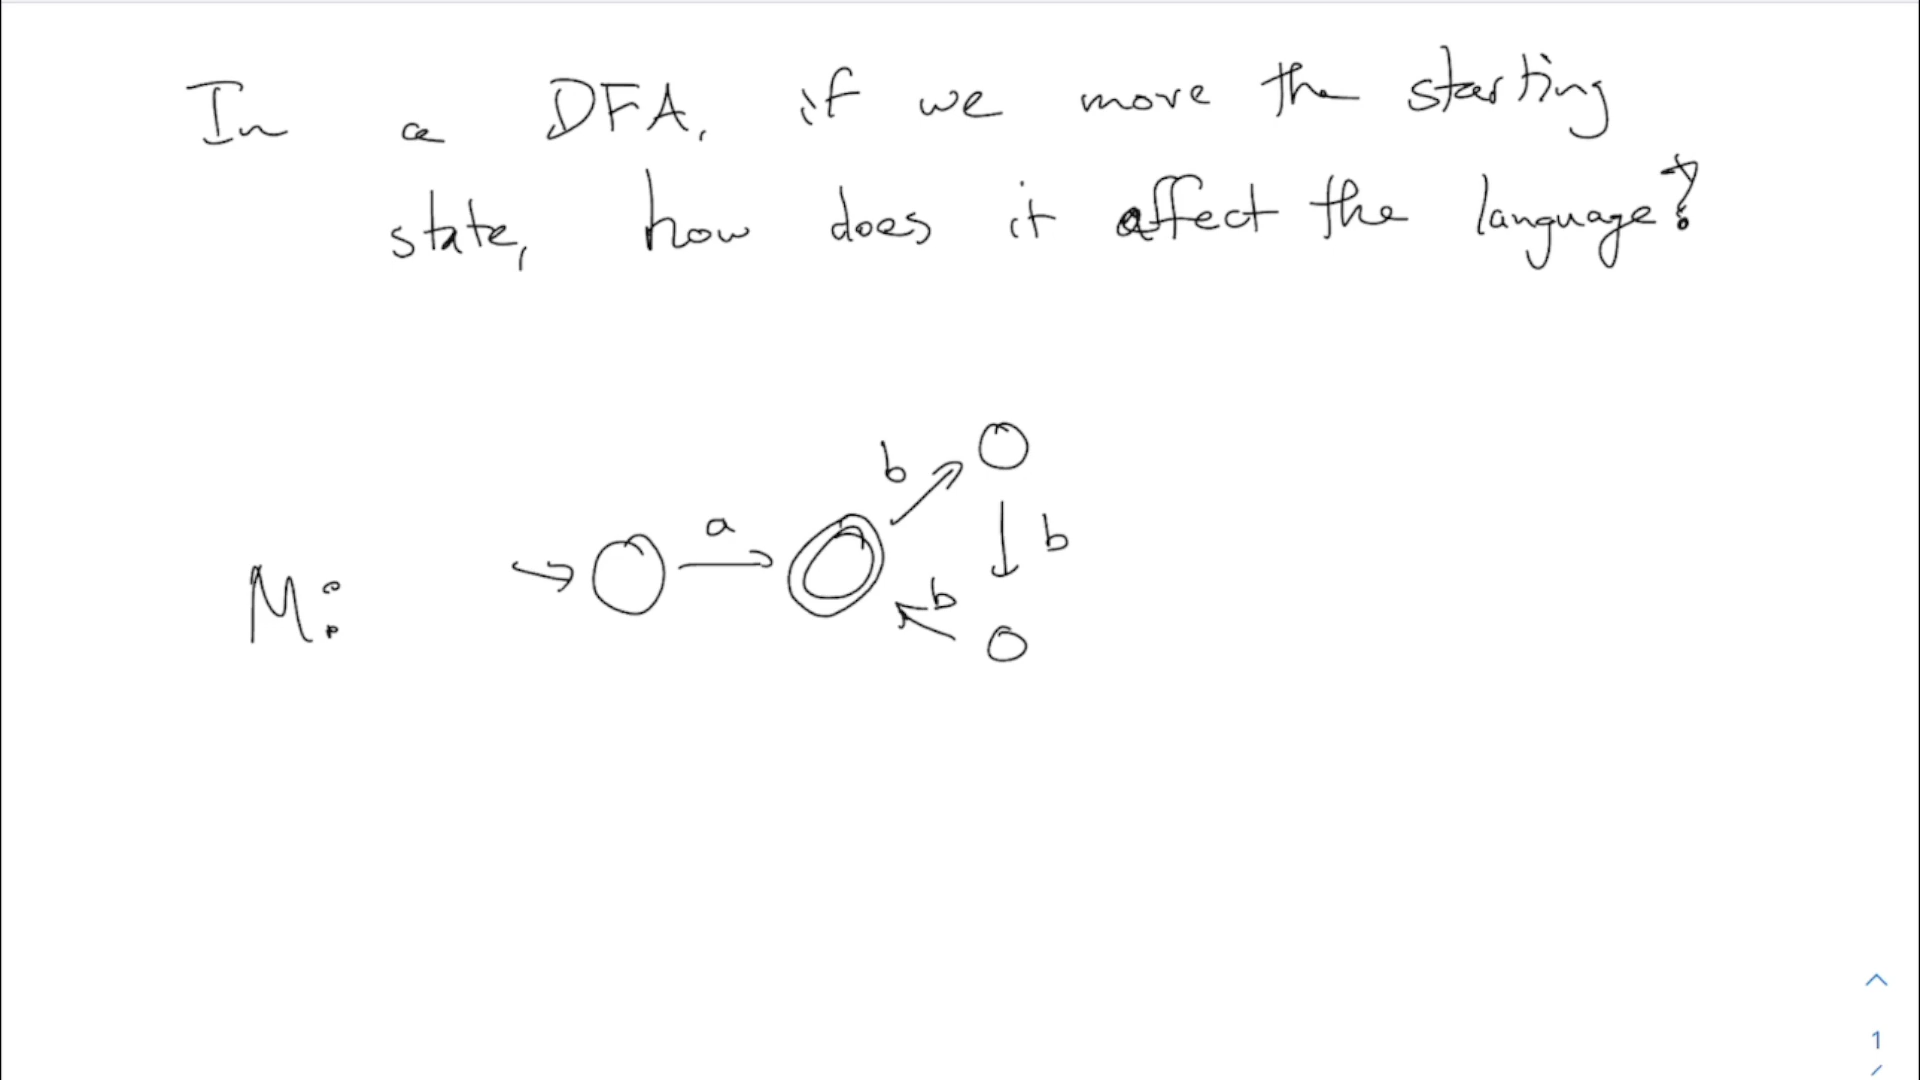 In a DFA, if we move the starting
state, how does it affect the language?
b
a
b
M:
b
1